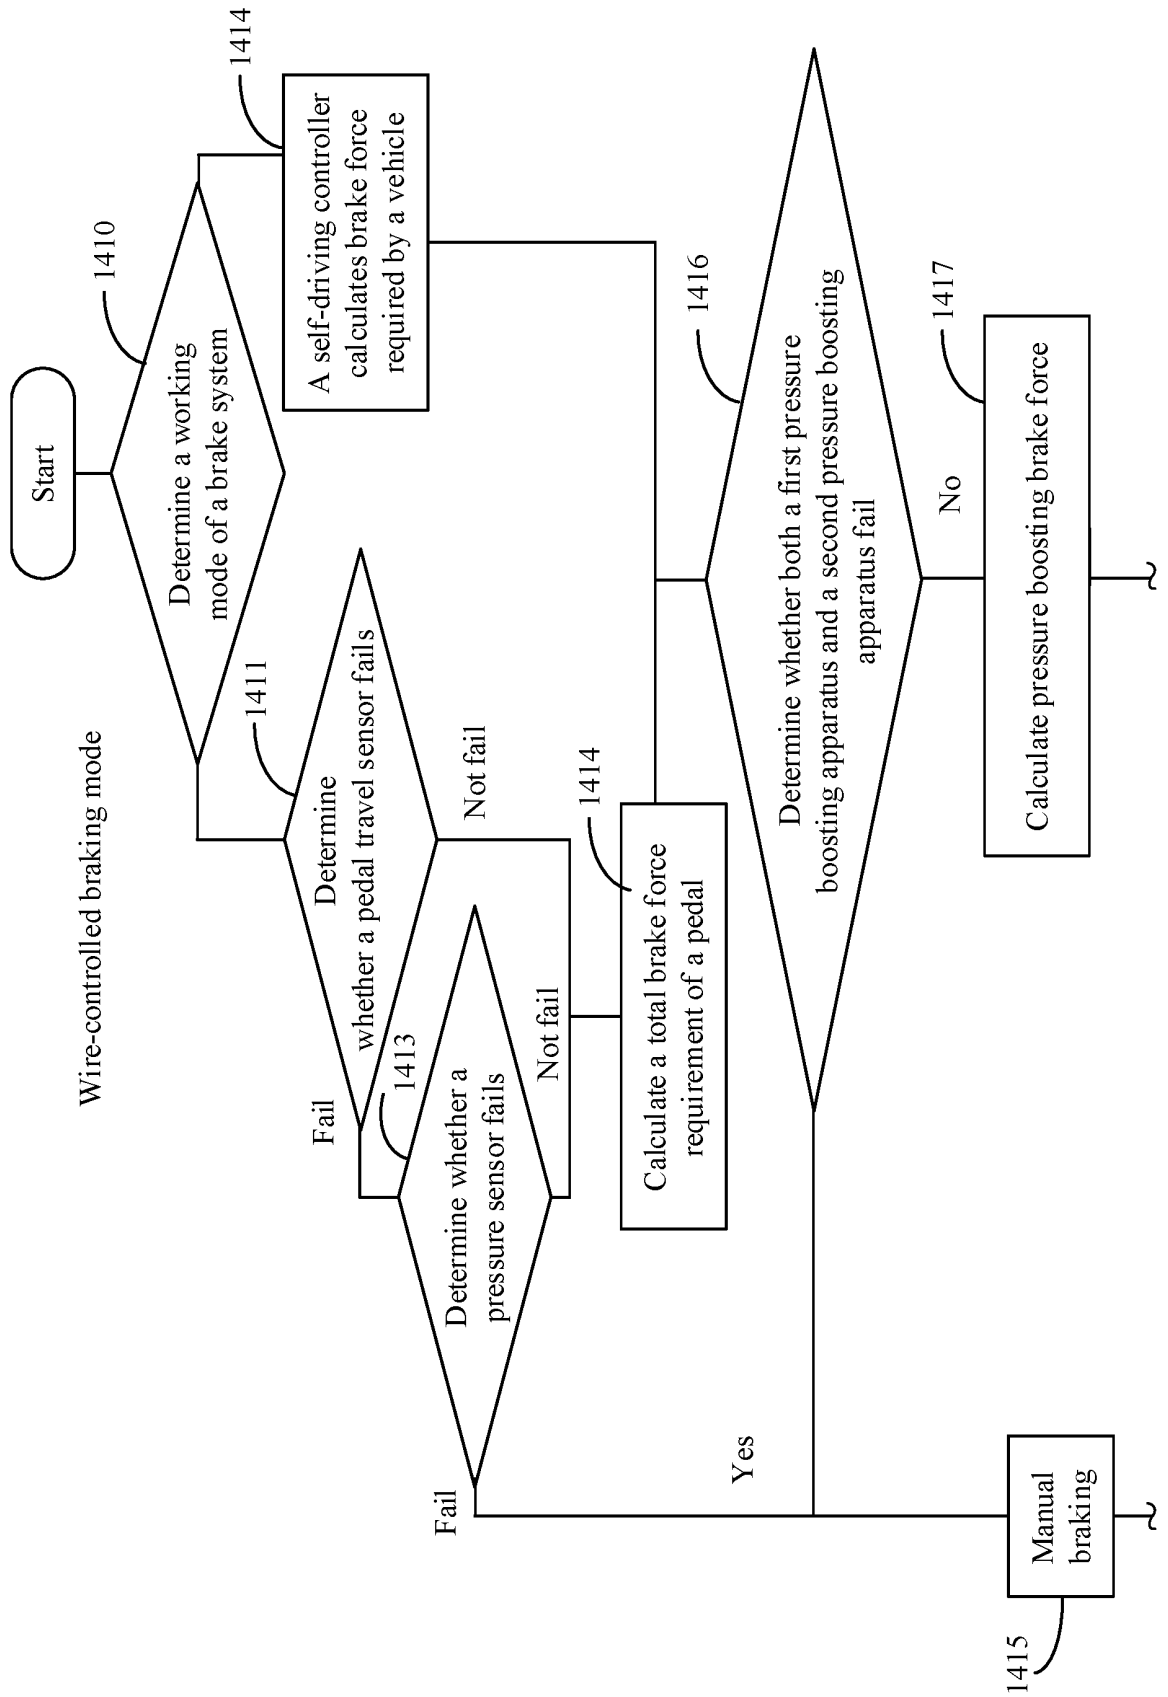 Start
1410
Determine a working
mode of a brake system
Wire-controlled braking mode
1414
A self-driving controller
calculates brake force
required by a vehicle
1411
Determine
whether a pedal travel sensor fails
Fail
Not fail
1413
Determine whether a
pressure sensor fails
Fail
Not fail
1414
Calculate a total brake force
requirement of a pedal
1416
Determine whether both a first pressure
boosting apparatus and a second pressure boosting
apparatus fail
Yes
No
1417
Calculate pressure boosting brake force
1415
Manual
braking